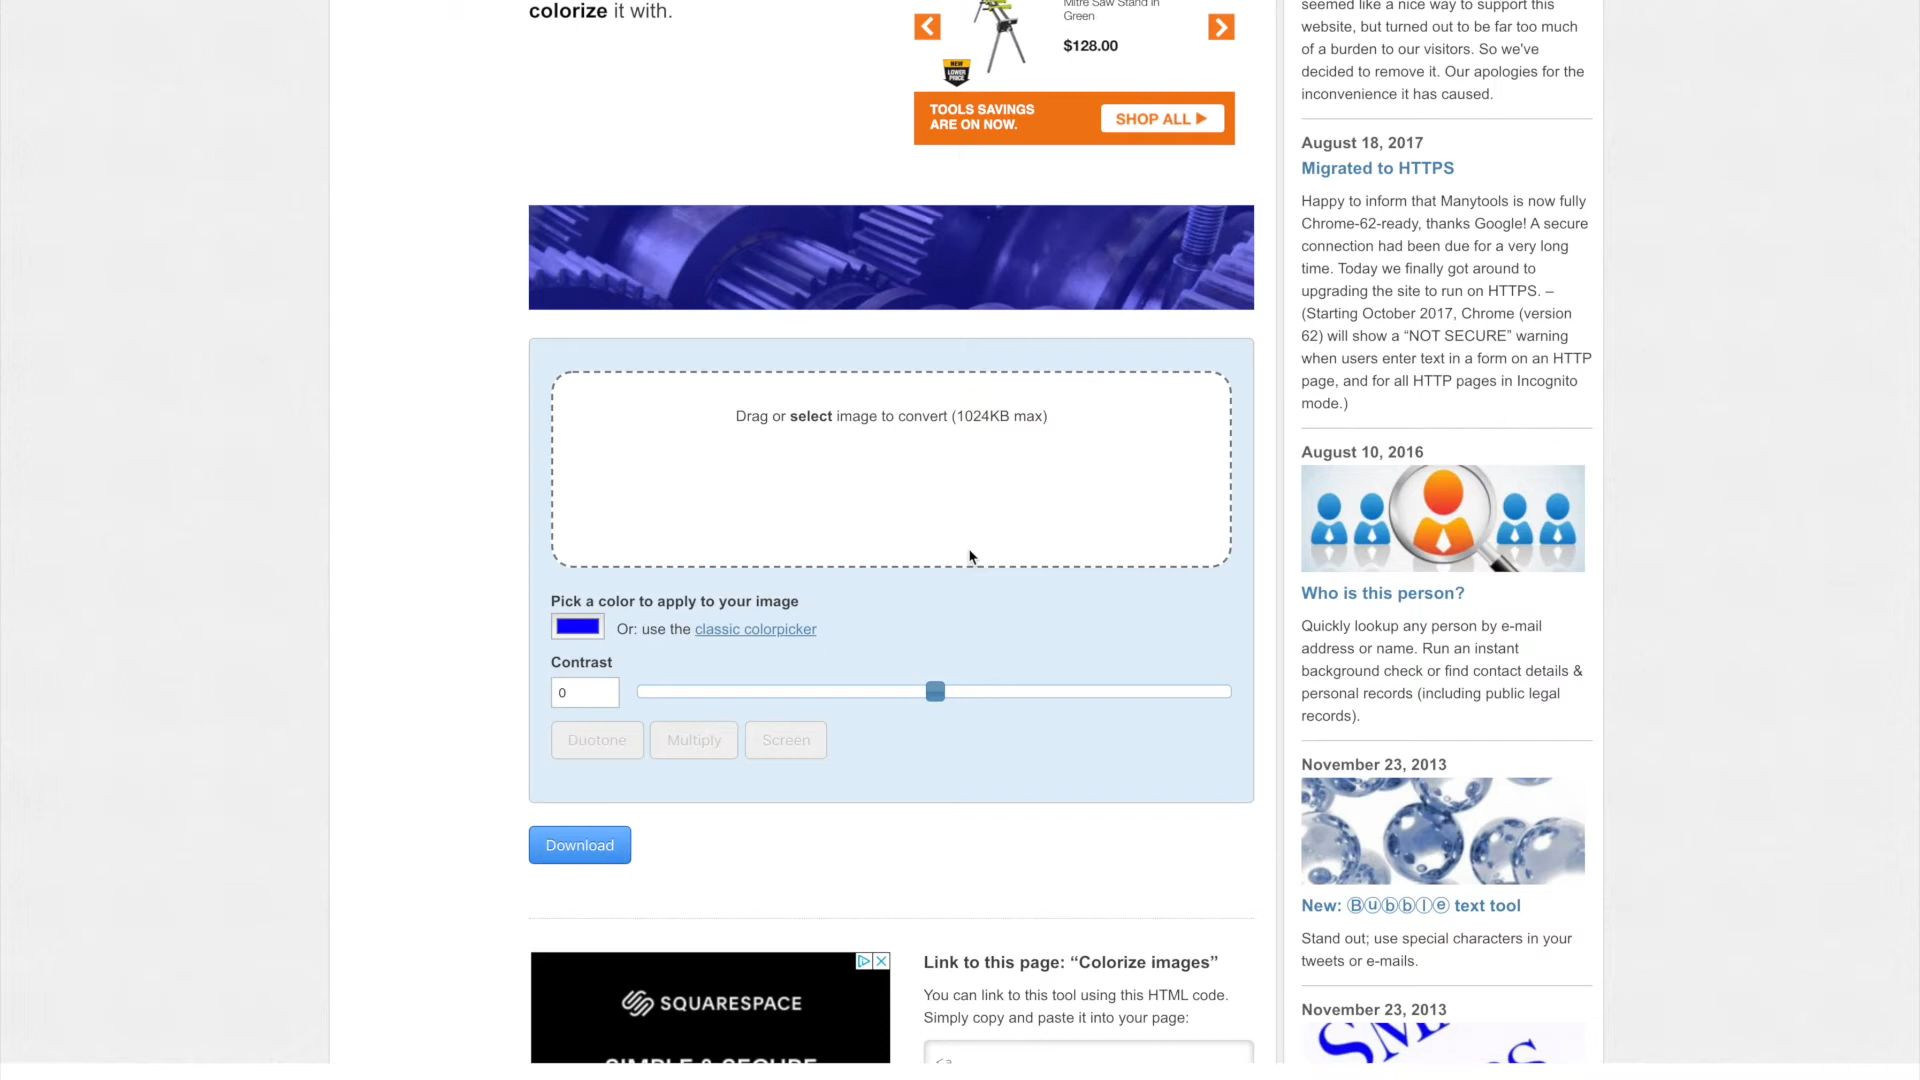 colorize it with.
Mitre Saw Stand in
Green
$128.00
NEW
LOWER
PRICE
TOOLS SAVINGS
ARE ON NOW.
SHOP ALL
Drag or select image to convert (1024KB max)
Pick a color to apply to your image
Or: use the classic colorpicker
Contrast
0
Duotone
Multiply
Screen
Download
SQUARESPACE
SIMPLE & SECURE
Link to this page: “Colorize images”
You can link to this tool using this HTML code.
Simply copy and paste it into your page:
<a
seemed like a nice way to support this
website, but turned out to be far too much
of a burden to our visitors. So we've
decided to remove it. Our apologies for the
inconvenience it has caused.
August 18, 2017
Migrated to HTTPS
Happy to inform that Manytools is now fully
Chrome-62-ready, thanks Google! A secure
connection had been due for a very long
time. Today we finally got around to
upgrading the site to run on HTTPS. –
(Starting October 2017, Chrome (version
62) will show a “NOT SECURE” warning
when users enter text in a form on an HTTP
page, and for all HTTP pages in Incognito
mode.)
August 10, 2016
Who is this person?
Quickly lookup any person by e-mail
address or name. Run an instant
background check or find contact details &
personal records (including public legal
records).
November 23, 2013
New: Ⓑⓤⓑⓑⓛⓔ text tool
Stand out; use special characters in your
tweets or e-mails.
November 23, 2013